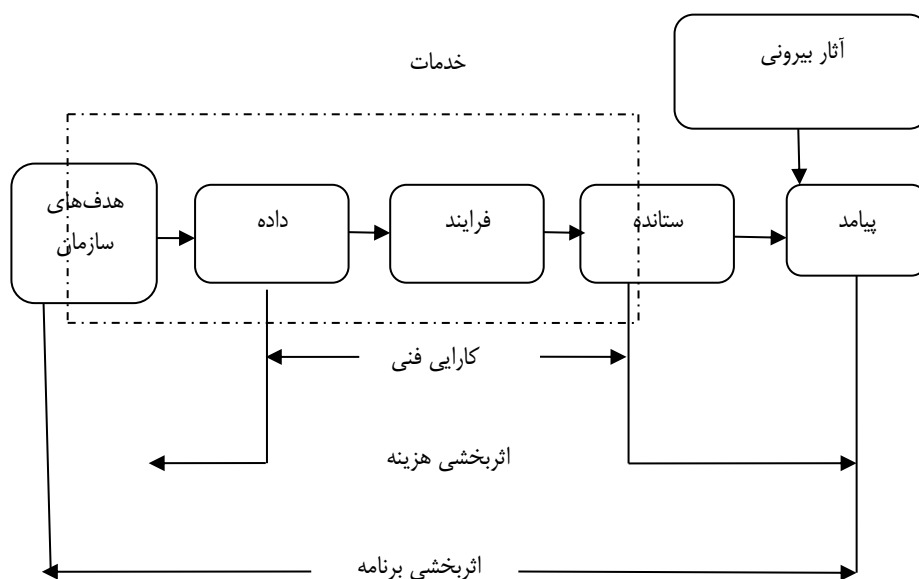 آثار بیرونی
خدمات
هدف‌های
سازمان
داده
فرایند
ستانده
پیامد
کارایی فنی
اثربخشی هزینه
اثربخشی برنامه